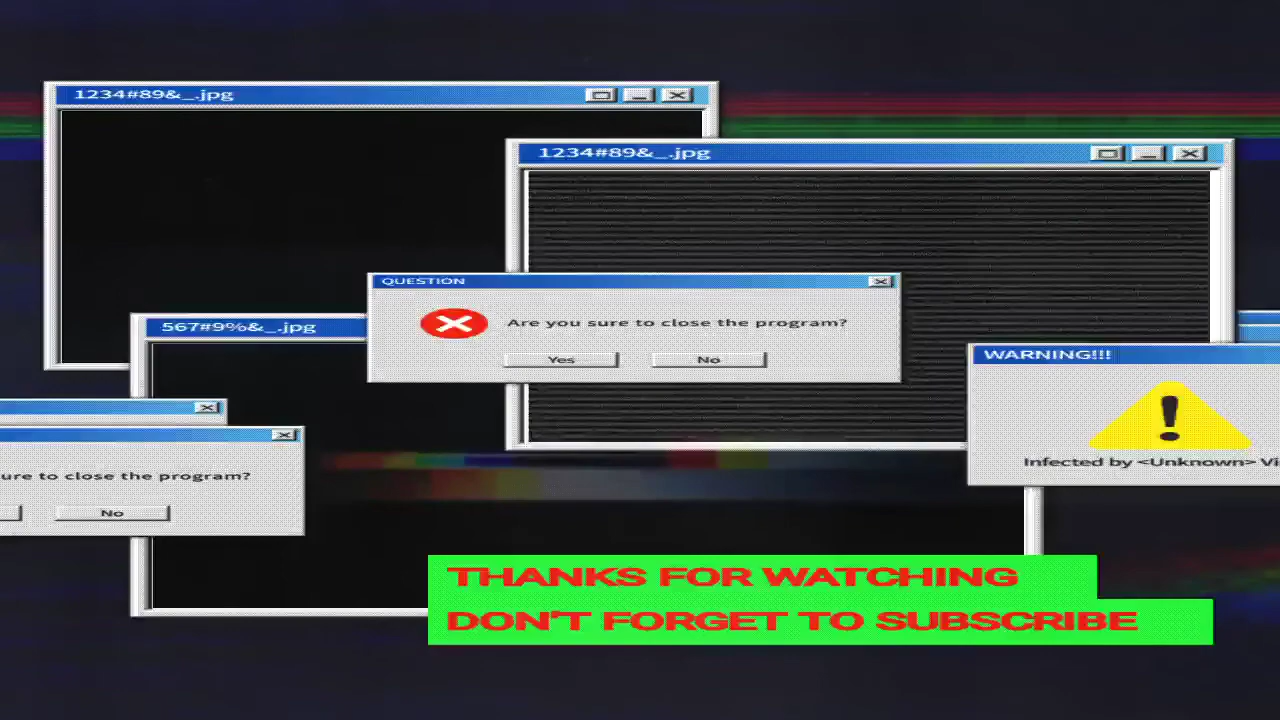 1234#89&_.jpg
1234#89&_.jpg
QUESTION
Are you sure to close the program?
Yes
No
567#9%&_.jpg
WARNING!!!
Infected by <Unknown>
sure to close the program?
No
THANKS FOR WATCHING
DON'T FORGET TO SUBSCRIBE